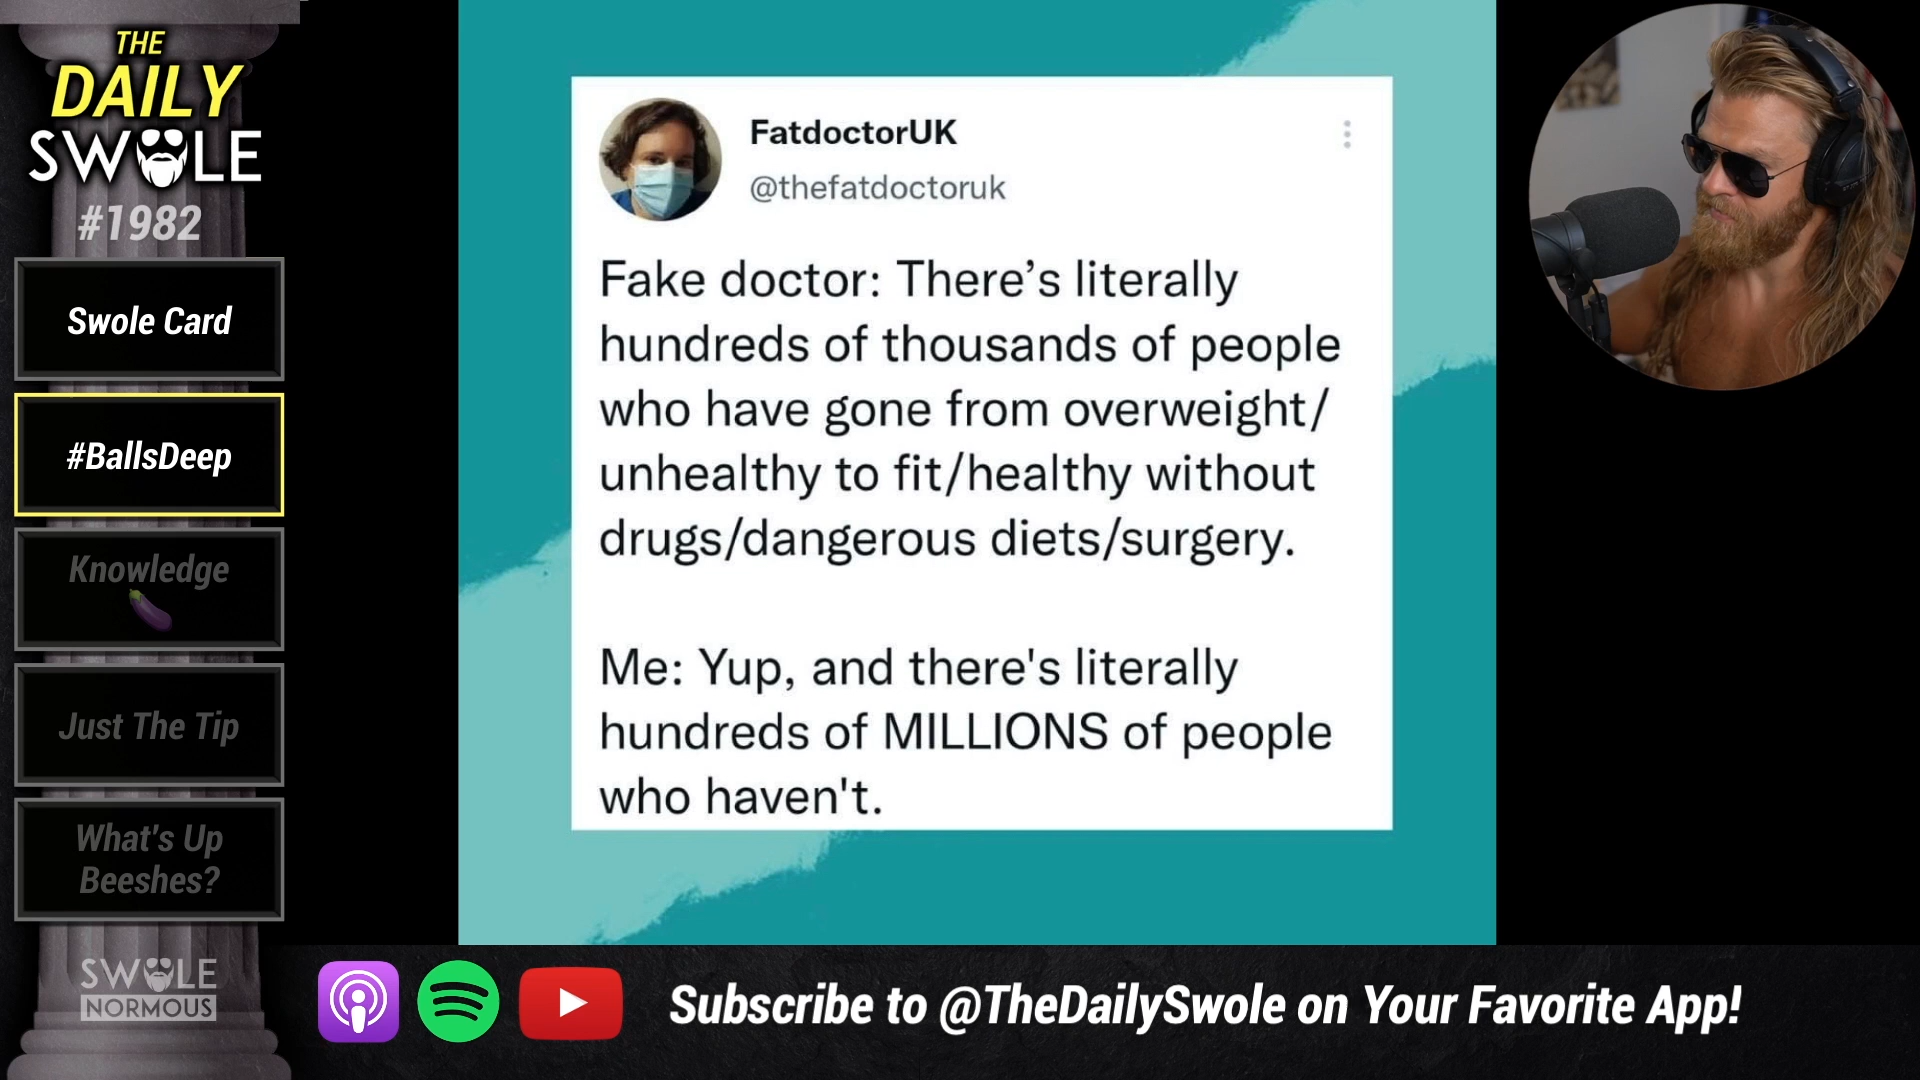 THE
DAILY
SWOLE
#1982
Swole Card
#BallsDeep
Knowledge
Just The Tip
What's Up
Beeshes?
SWOLE
NORMOUS
FatdoctorUK
@thefatdoctoruk
Fake doctor: There’s literally
hundreds of thousands of people
who have gone from overweight/
unhealthy to fit/healthy without
drugs/dangerous diets/surgery.
Me: Yup, and there's literally
hundreds of MILLIONS of people
who haven't.
Subscribe to @TheDailySwole on Your Favorite App!